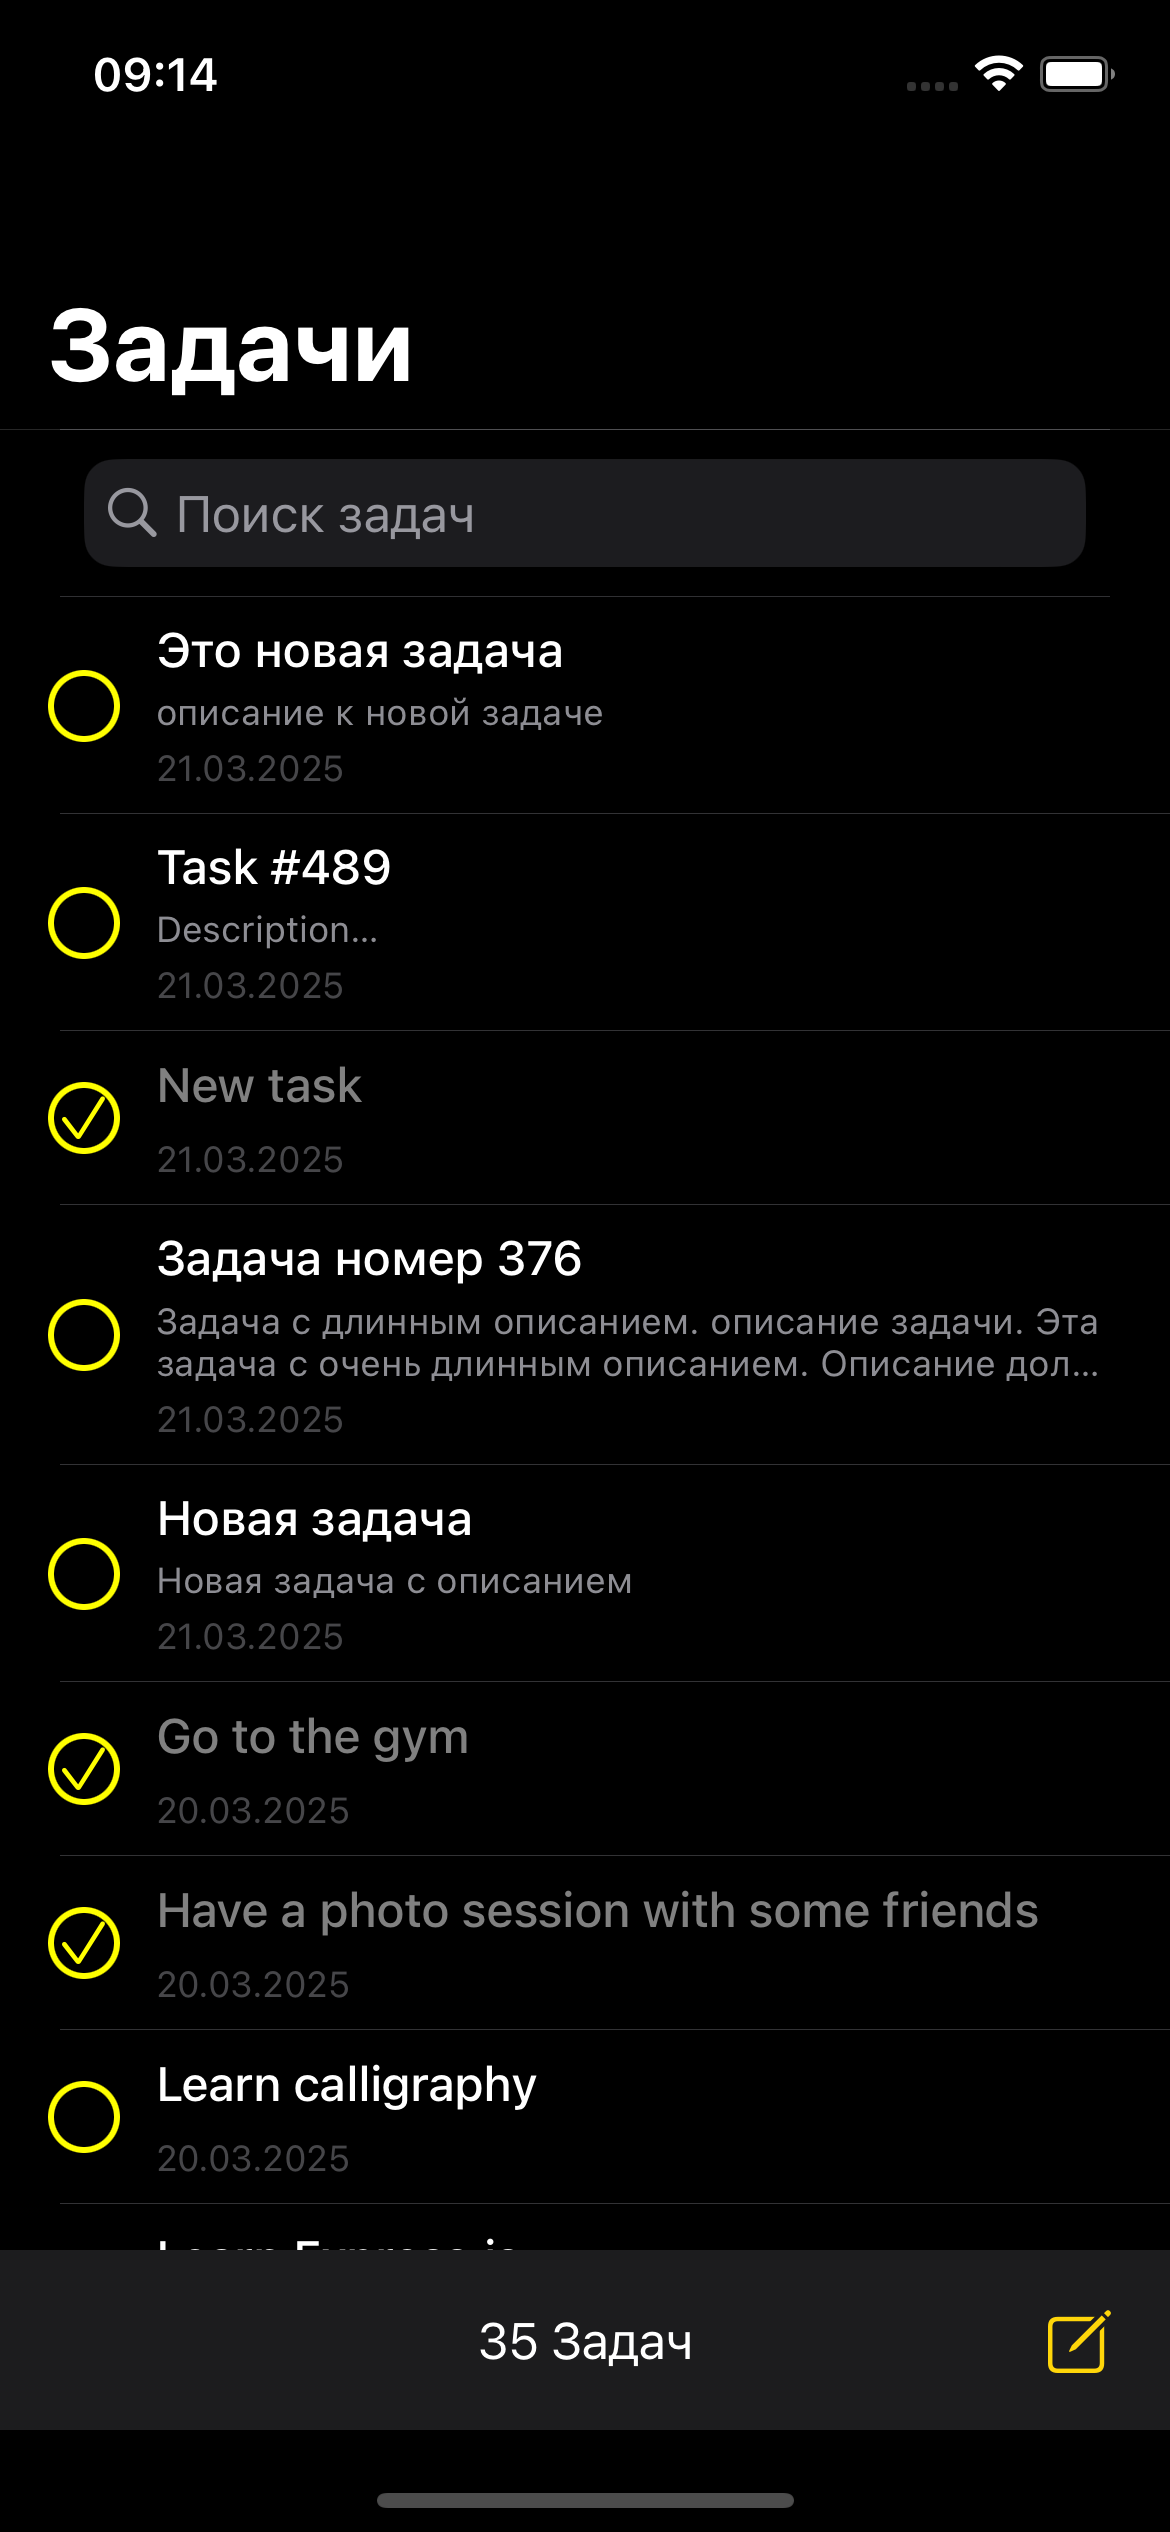 09:14
Задачи
Поиск задач
Это новая задача
описание к новой задаче
21.03.2025
Task #489
Description...
21.03.2025
New task
21.03.2025
Задача номер 376
Задача с длинным описанием. описание задачи. Эта
задача с очень длинным описанием. Описание дол...
21.03.2025
Новая задача
Новая задача с описанием
21.03.2025
Go to the gym
20.03.2025
Have a photo session with some friends
20.03.2025
Learn calligraphy
20.03.2025
35 Задач